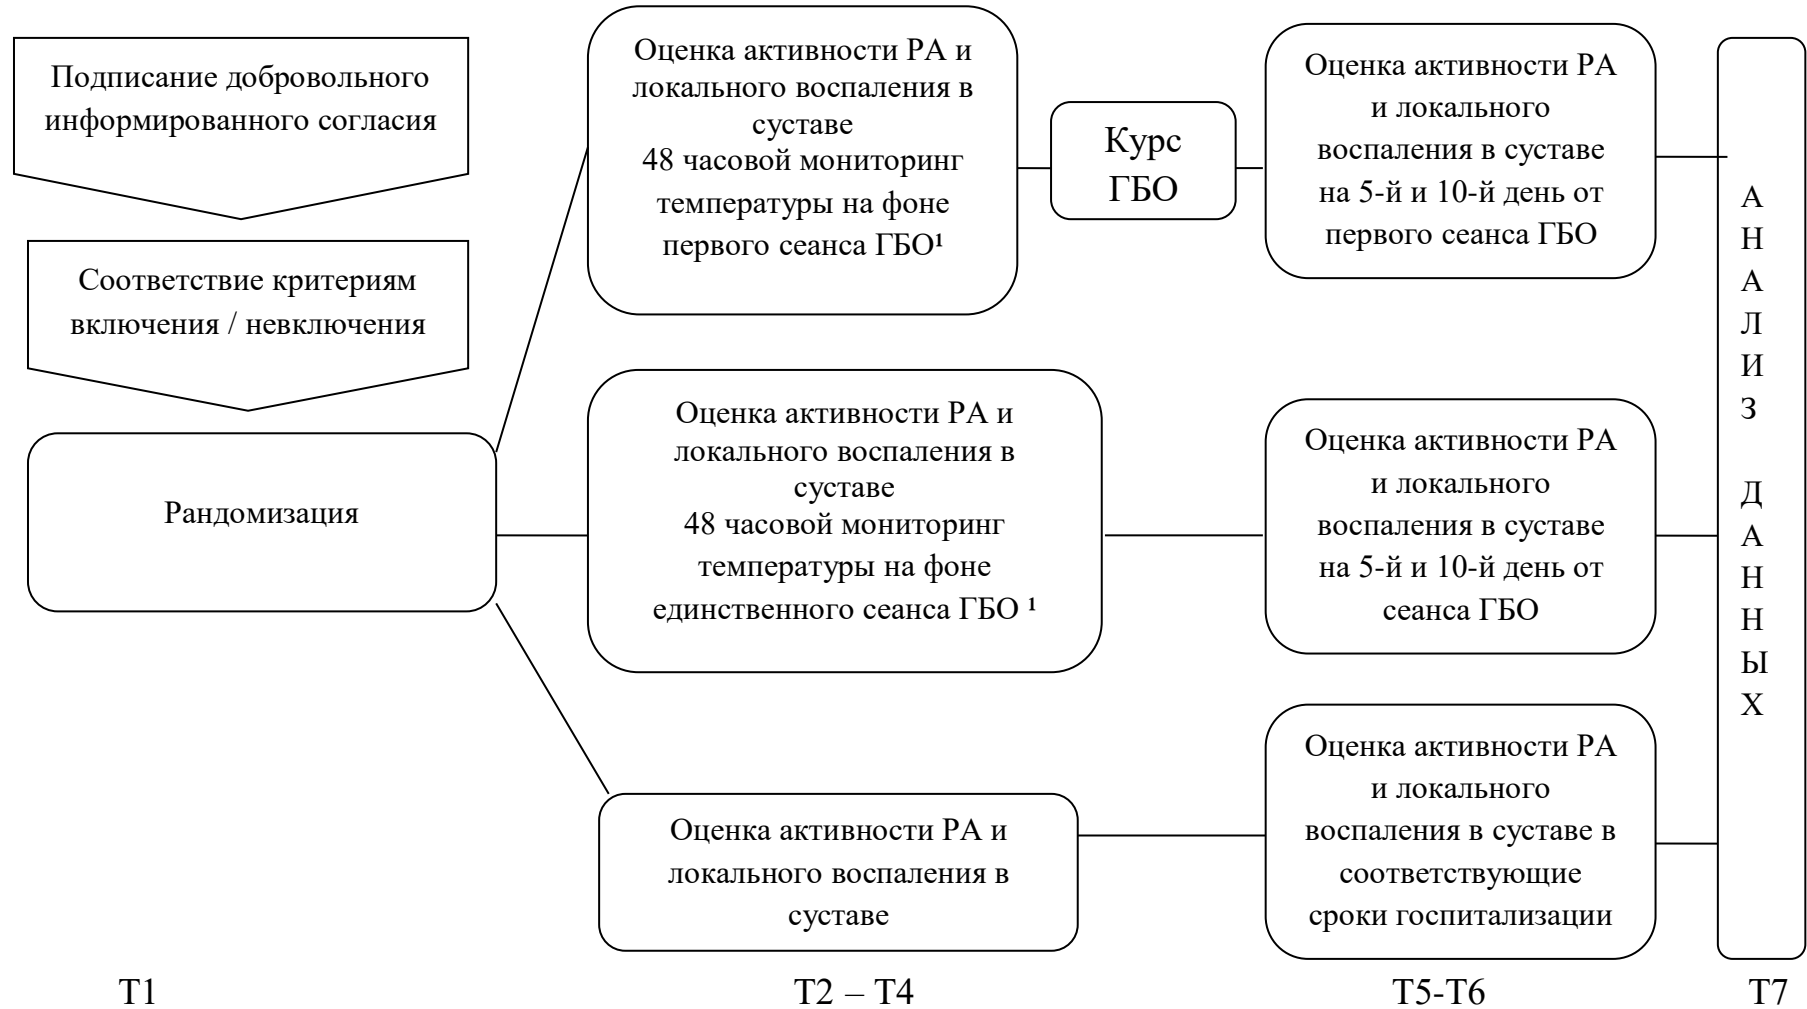 Подписание добровольного
информированного согласия
Соответствие критериям
включения / невключения
Рандомизация
Оценка активности РА и
локального воспаления в
суставе
48 часовой мониторинг
температуры на фоне
первого сеанса ГБО¹
Курс
ГБО
Оценка активности РА
и локального
воспаления в суставе
на 5-й и 10-й день от
первого сеанса ГБО
Оценка активности РА и
локального воспаления в
суставе
48 часовой мониторинг
температуры на фоне
единственного сеанса ГБО ¹
Оценка активности РА
и локального
воспаления в суставе
на 5-й и 10-й день от
сеанса ГБО
Оценка активности РА и
локального воспаления в
суставе
Оценка активности РА
и локального
воспаления в суставе в
соответствующие
сроки госпитализации
А
Н
А
Л
И
З
Д
А
Н
Н
Ы
Х
Т1
Т2 – Т4
Т5-Т6
Т7